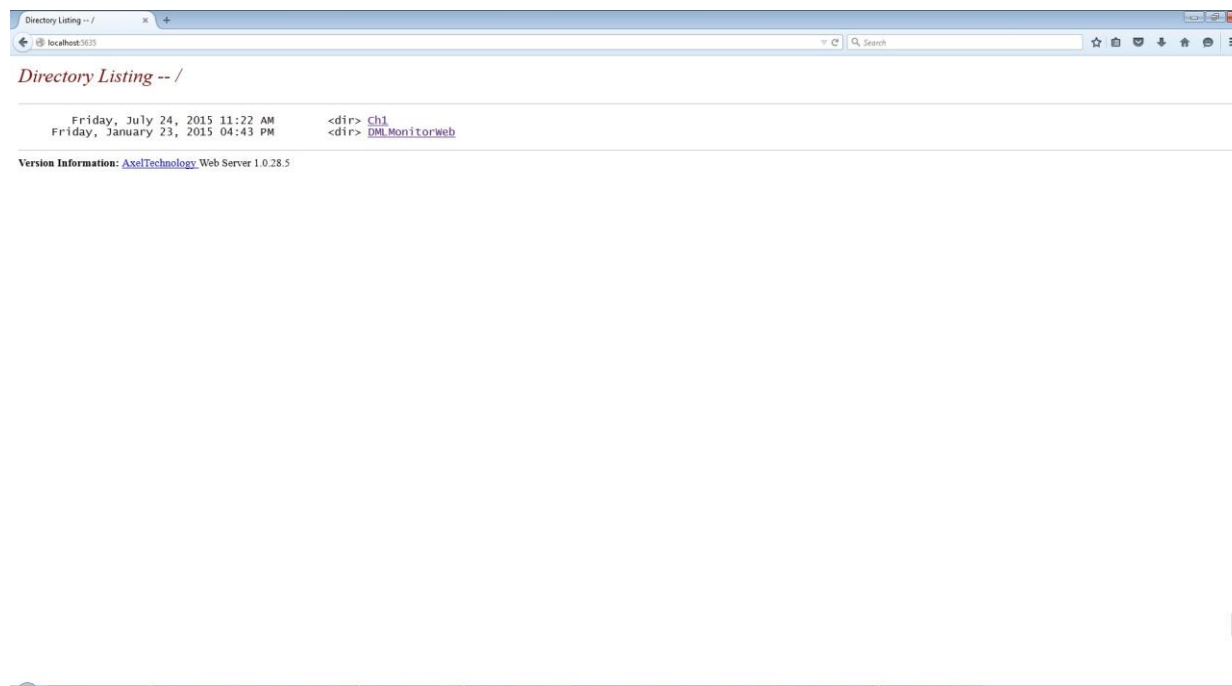 Directory Listing -- /
localhost:5635
Search
Directory Listing -- /
Friday, July 24, 2015 11:22 AM <dir> Ch1
Friday, January 23, 2015 04:43 PM <dir> DMLMonitorWeb
Version Information: AxelTechnology Web Server 1.0.28.5